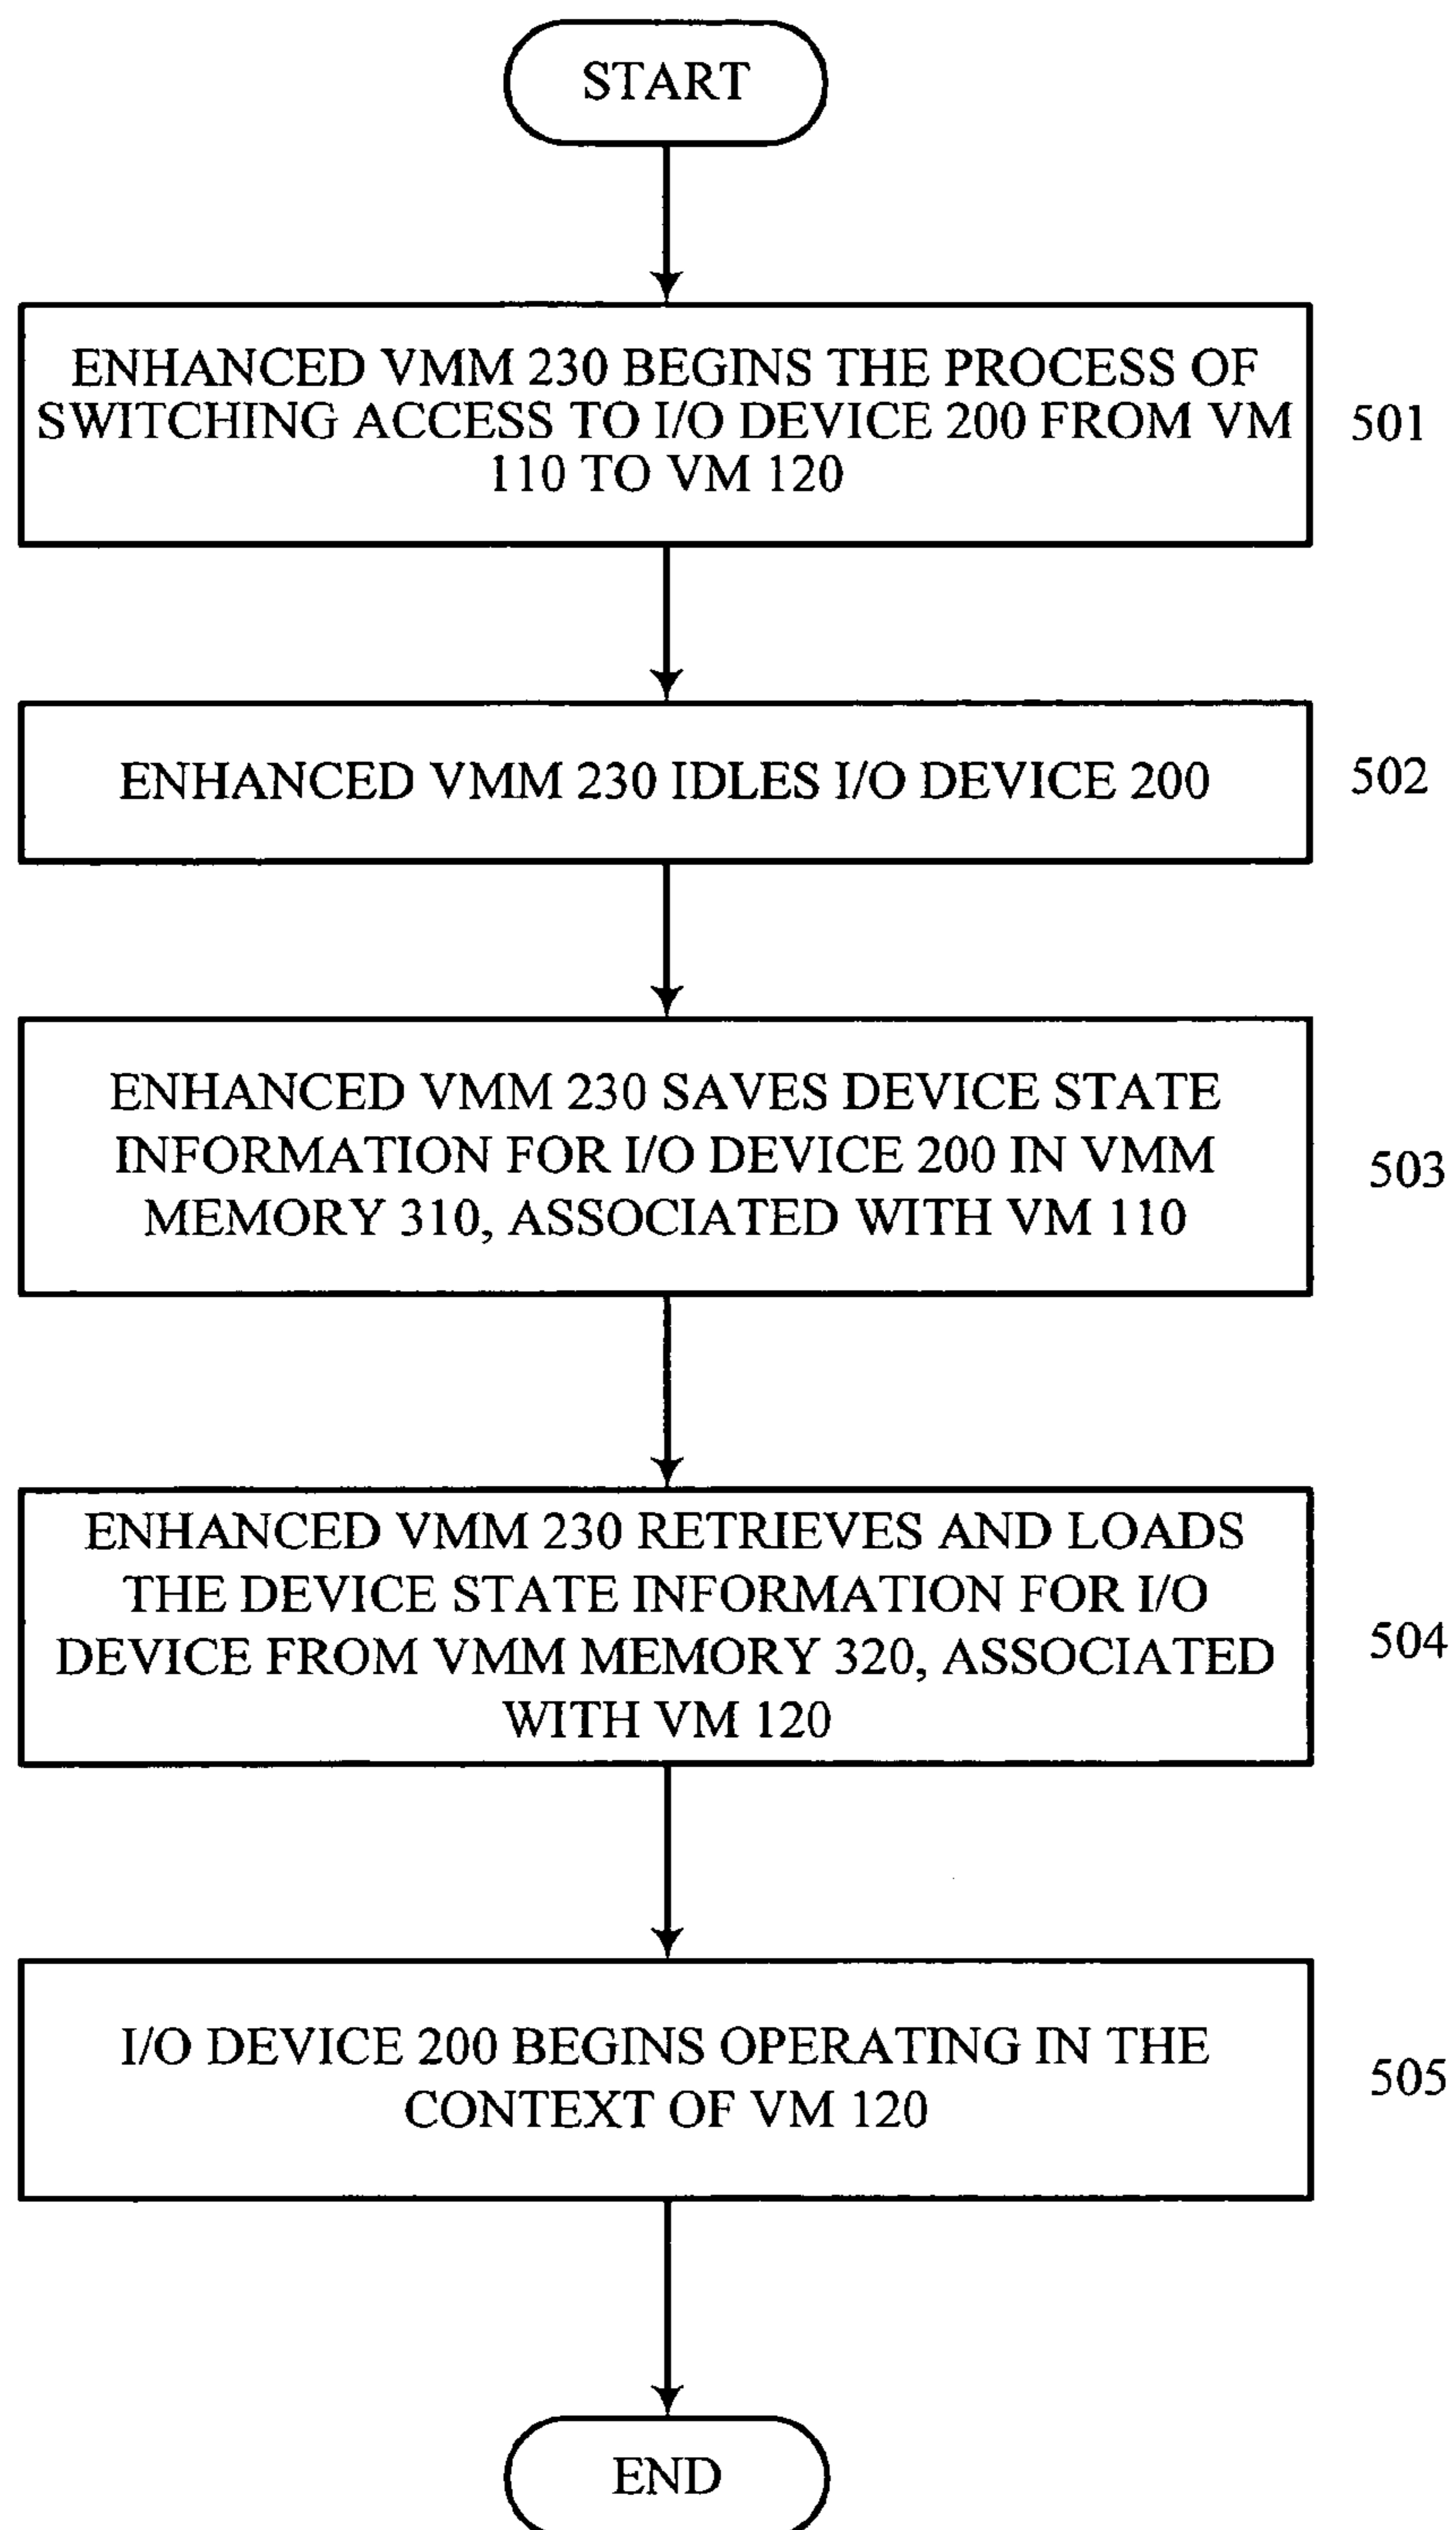 START
ENHANCED VMM 230 BEGINS THE PROCESS OF
SWITCHING ACCESS TO I/O DEVICE 200 FROM VM
110 TO VM 120
501
ENHANCED VMM 230 IDLES I/O DEVICE 200
502
ENHANCED VMM 230 SAVES DEVICE STATE
INFORMATION FOR I/O DEVICE 200 IN VMM
MEMORY 310, ASSOCIATED WITH VM 110
503
ENHANCED VMM 230 RETRIEVES AND LOADS
THE DEVICE STATE INFORMATION FOR I/O
DEVICE FROM VMM MEMORY 320, ASSOCIATED
WITH VM 120
504
I/O DEVICE 200 BEGINS OPERATING IN THE
CONTEXT OF VM 120
505
END